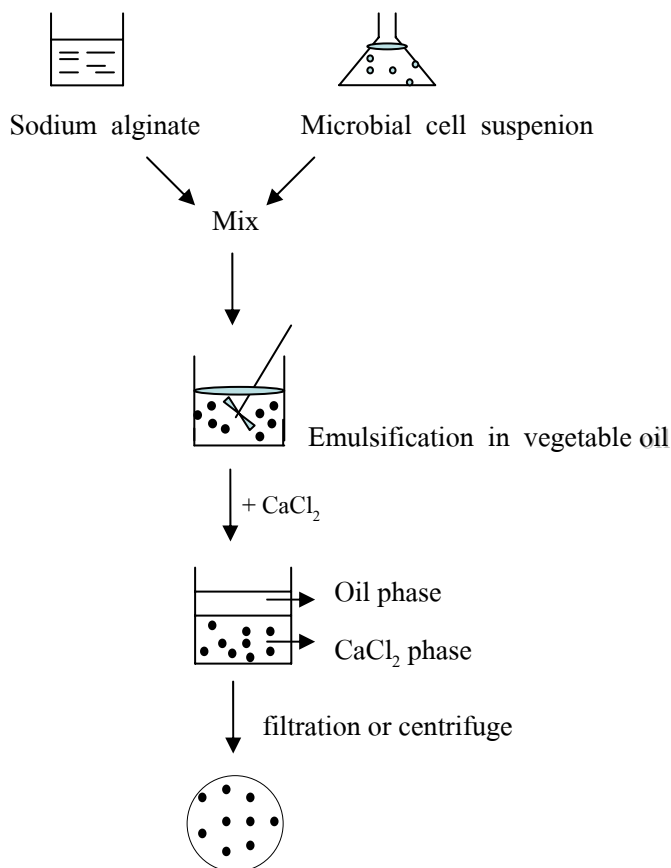 Sodium alginate
Microbial cell suspenion
Mix
Emulsification in vegetable oil
+ CaCl₂
Oil phase
CaCl₂ phase
filtration or centrifuge